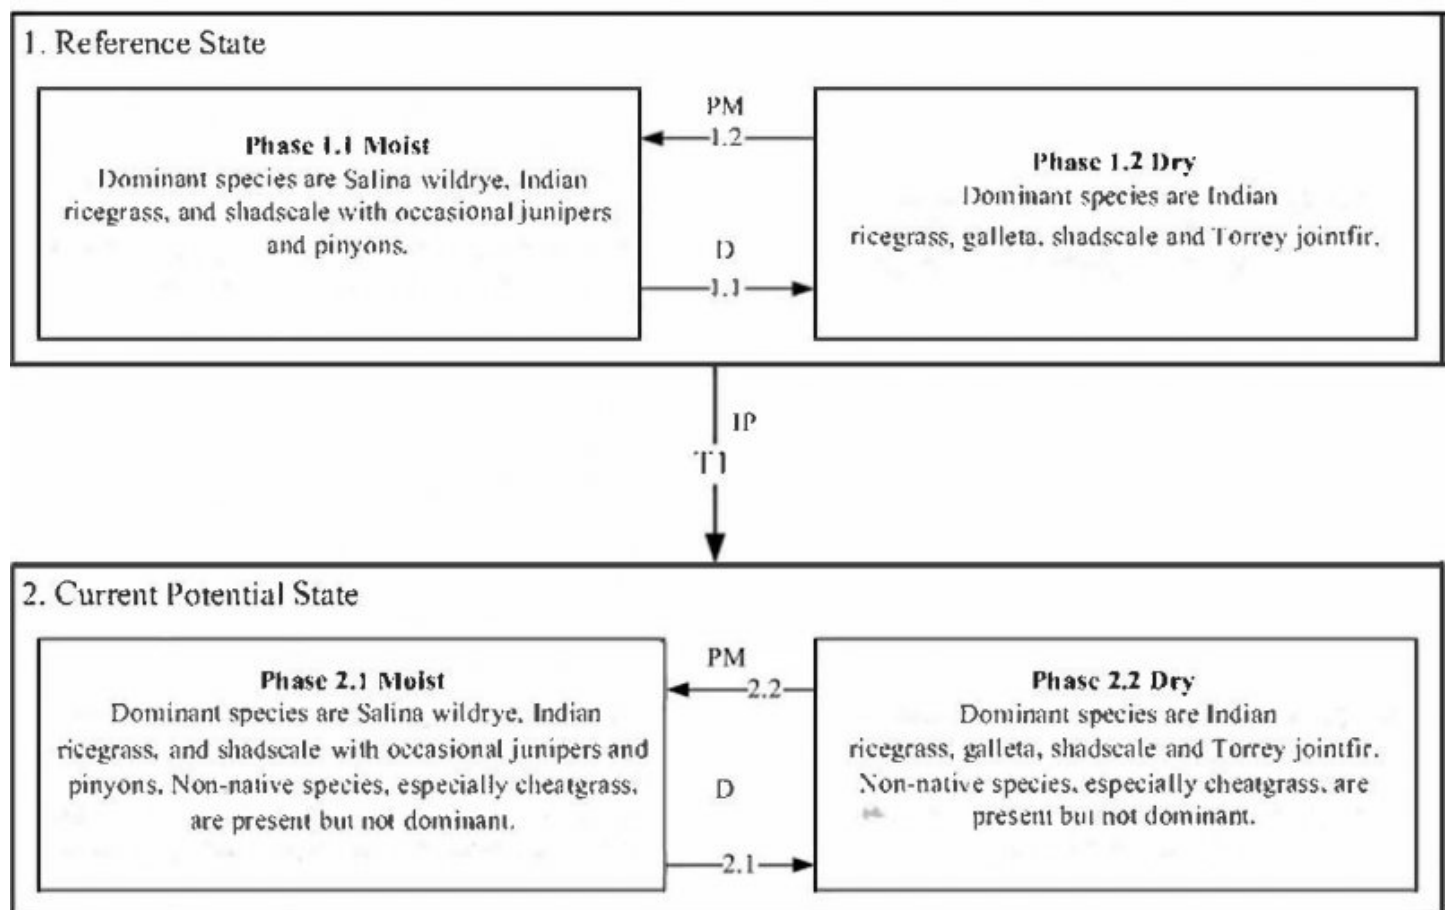 1. Reference State
Phase 1.1 Moist
Dominant species are Salina wildrye, Indian
ricegrass, and shadscale with occasional junipers
and pinyons.
PM
1.2
D
1.1
Phase 1.2 Dry
Dominant species are Indian
ricegrass, galleta, shadscale and Torrey jointfir.
IP
T1
2. Current Potential State
Phase 2.1 Moist
Dominant species are Salina wildrye, Indian
ricegrass, and shadscale with occasional junipers and
pinyons. Non-native species, especially cheatgrass,
are present but not dominant.
PM
2.2
D
2.1
Phase 2.2 Dry
Dominant species are Indian
ricegrass, galleta, shadscale and Torrey jointfir.
Non-native species, especially cheatgrass, are
present but not dominant.